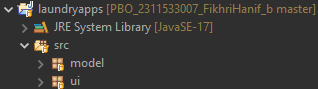 laundryapps [PBO_2311533007_FikhriHanif_b master]
JRE System Library [JavaSE-17]
src
model
ui